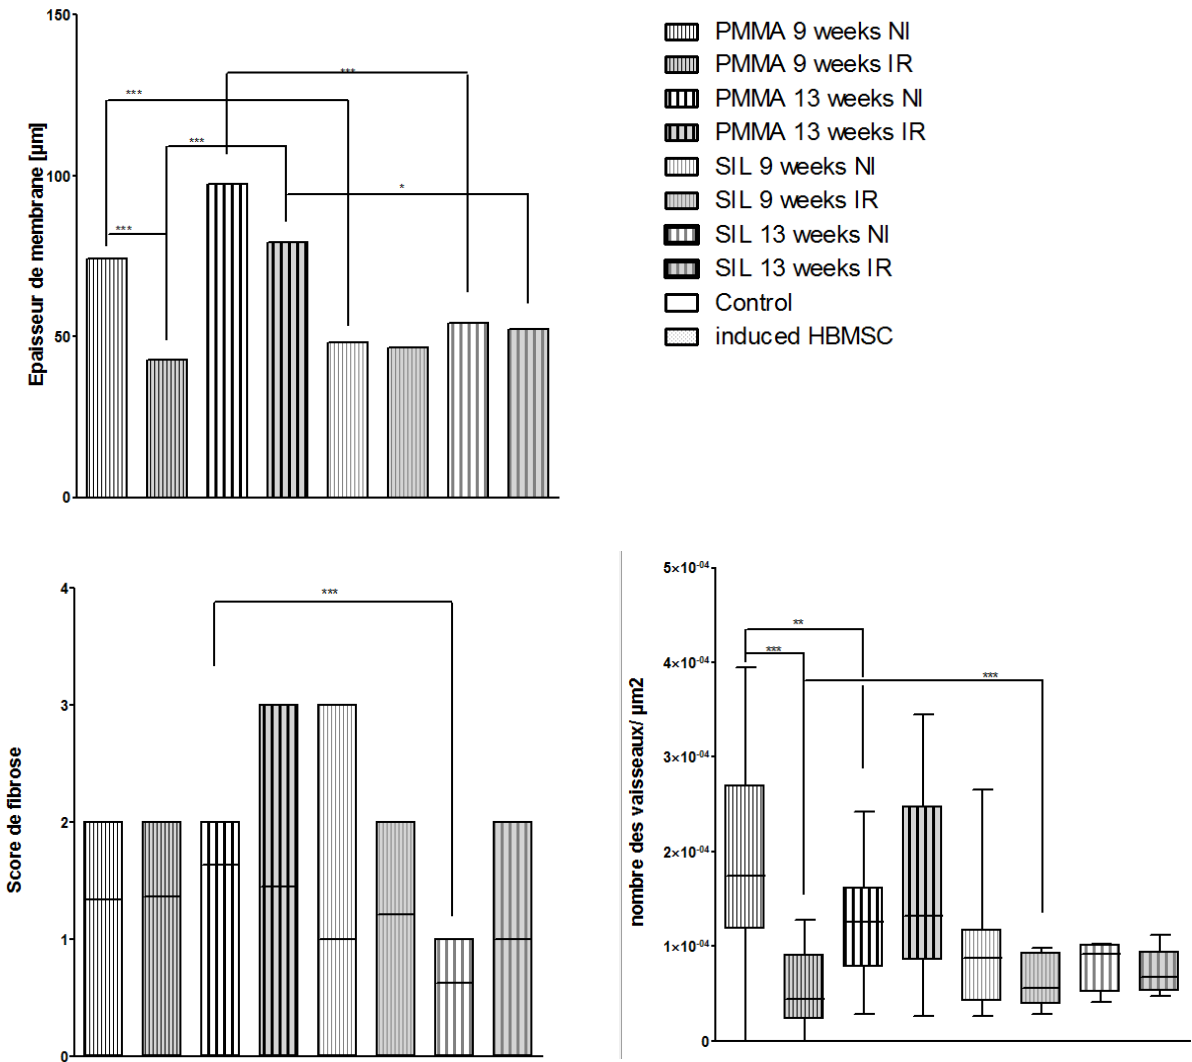 150
100
50
0
Epaisseur de membrane [µm]
***
***
***
***
*
PMMA 9 weeks NI
PMMA 9 weeks IR
PMMA 13 weeks NI
PMMA 13 weeks IR
SIL 9 weeks NI
SIL 9 weeks IR
SIL 13 weeks NI
SIL 13 weeks IR
Control
induced HBMSC
4
3
2
1
0
Score de fibrose
***
5×10⁻⁰⁴
4×10⁻⁰⁴
3×10⁻⁰⁴
2×10⁻⁰⁴
1×10⁻⁰⁴
0
nombre des vaisseaux/ µm2
**
***
***